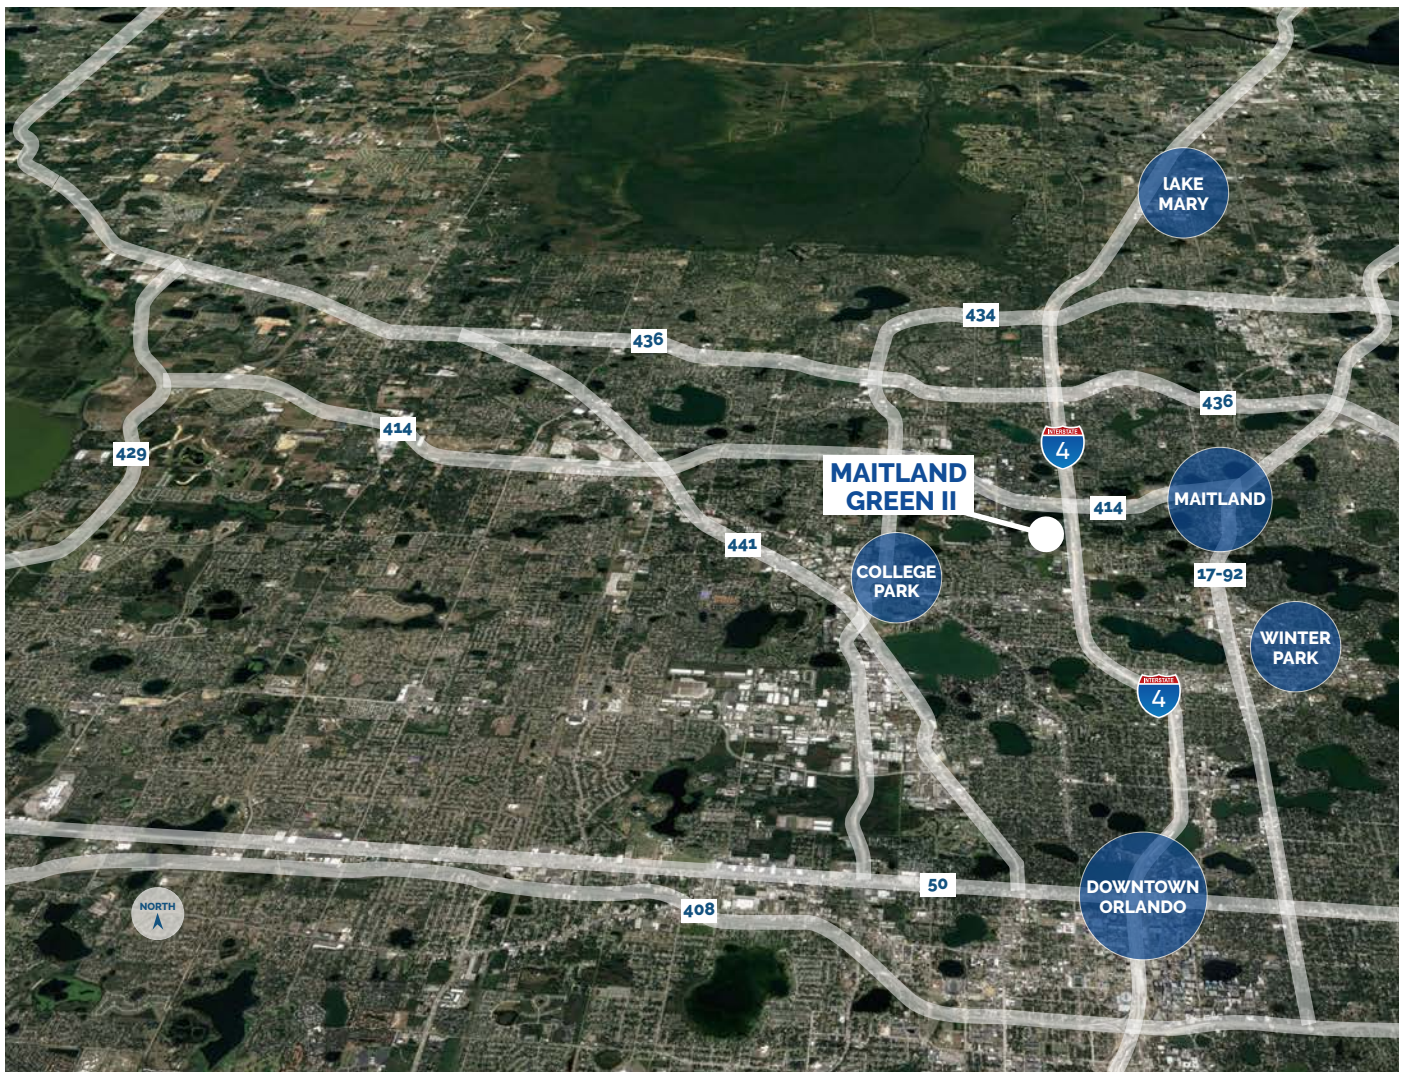 LAKE
MARY
434
436
436
414
429
INTERSTATE
4
MAITLAND
GREEN II
MAITLAND
414
441
COLLEGE
PARK
17-92
WINTER
PARK
INTERSTATE
4
50
DOWNTOWN
ORLANDO
408
NORTH